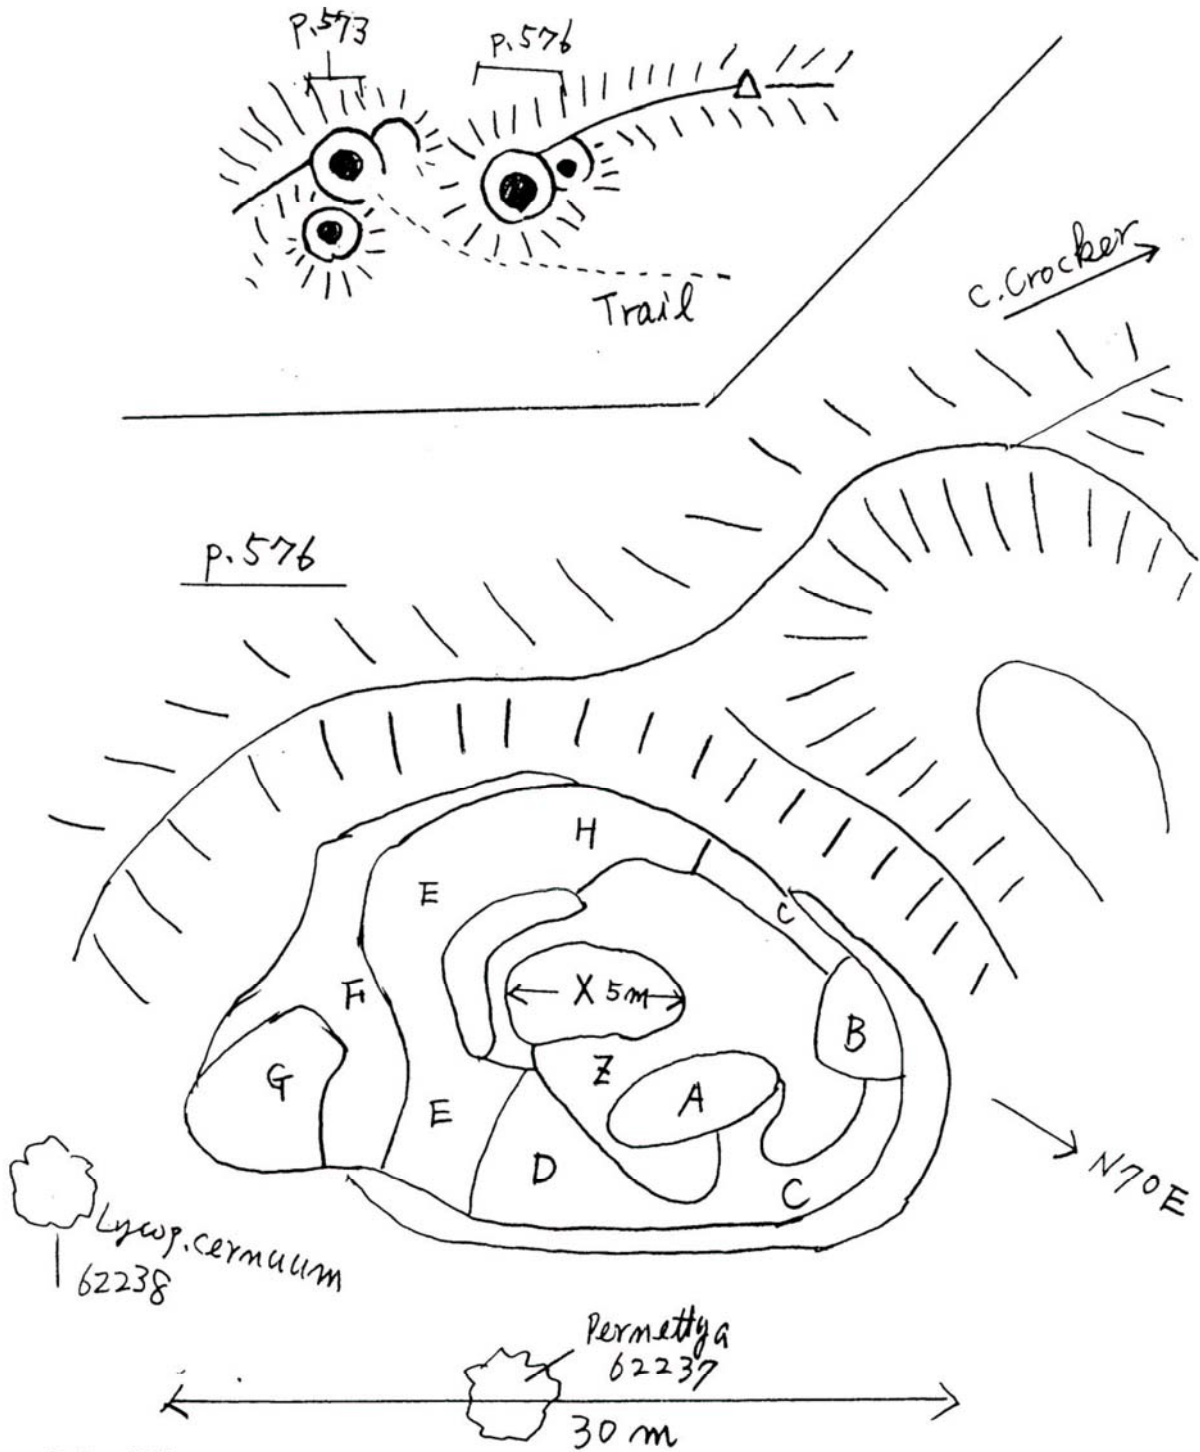 p.573
p.576
Trail
C. Crocker
p.576
H
E
C
F
X 5m
B
G
Z
A
E
D
C
N70E
Lycop. cernuum
62238
Pernettya
62237
30 m